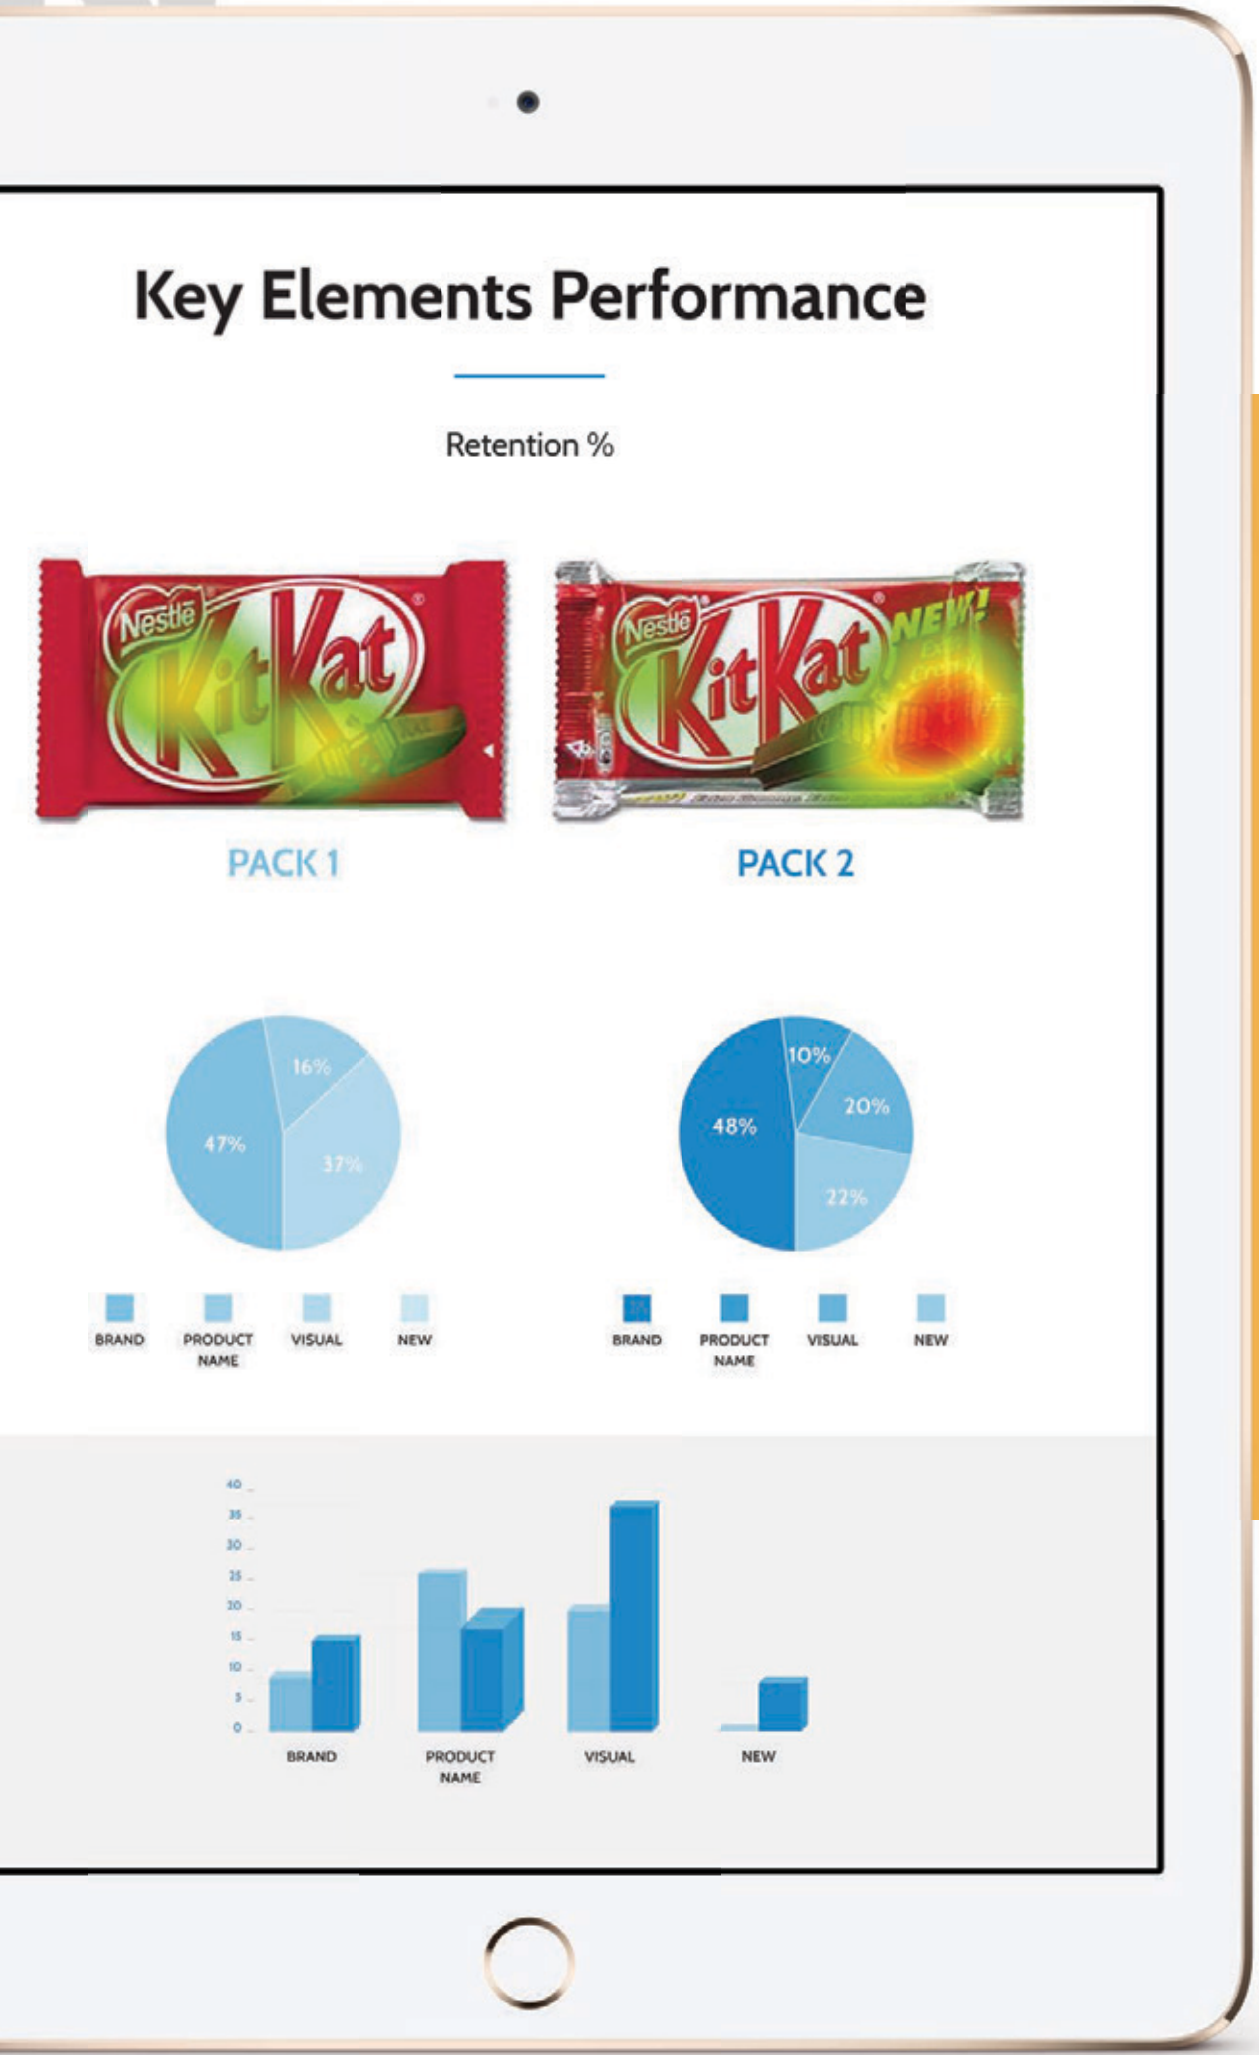 Key Elements Performance
Retention %
Nestlé
KitKat
®
Nestlé
KitKat
®
NEW!
PACK 1
PACK 2
16%
47%
37%
10%
20%
48%
22%
BRAND
PRODUCT NAME
VISUAL
NEW
BRAND
PRODUCT NAME
VISUAL
NEW
40
35
30
25
20
15
10
5
0
BRAND
PRODUCT NAME
VISUAL
NEW